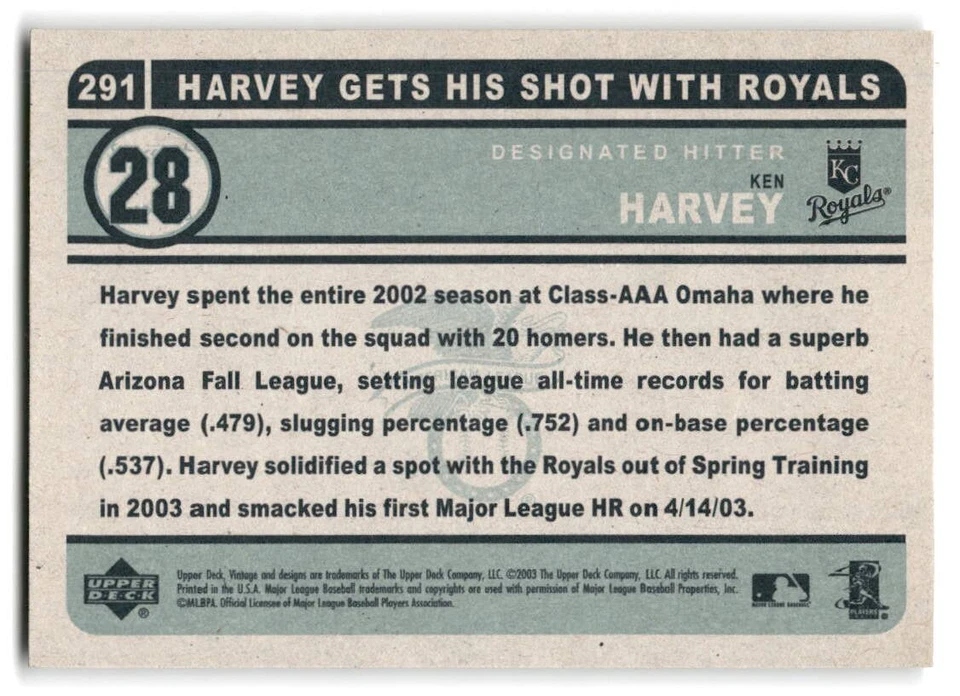 291 HARVEY GETS HIS SHOT WITH ROYALS
28
DESIGNATED HITTER
KEN
HARVEY
KC
Royals®
Harvey spent the entire 2002 season at Class-AAA Omaha where he
finished second on the squad with 20 homers. He then had a superb
Arizona Fall League, setting league all-time records for batting
average (.479), slugging percentage (.752) and on-base percentage
(.537). Harvey solidified a spot with the Royals out of Spring Training
in 2003 and smacked his first Major League HR on 4/14/03.
UPPER
DECK
®
Upper Deck, Vintage and designs are trademarks of The Upper Deck Company, LLC. ©2003 The Upper Deck Company, LLC. All rights reserved.
Printed in the U.S.A. Major League Baseball trademarks and copyrights are used with permission of Major League Baseball Properties, Inc.
©MLBPA. Official Licensee of Major League Baseball Players Association.
MAJOR LEAGUE BASEBALL
PLAYERS